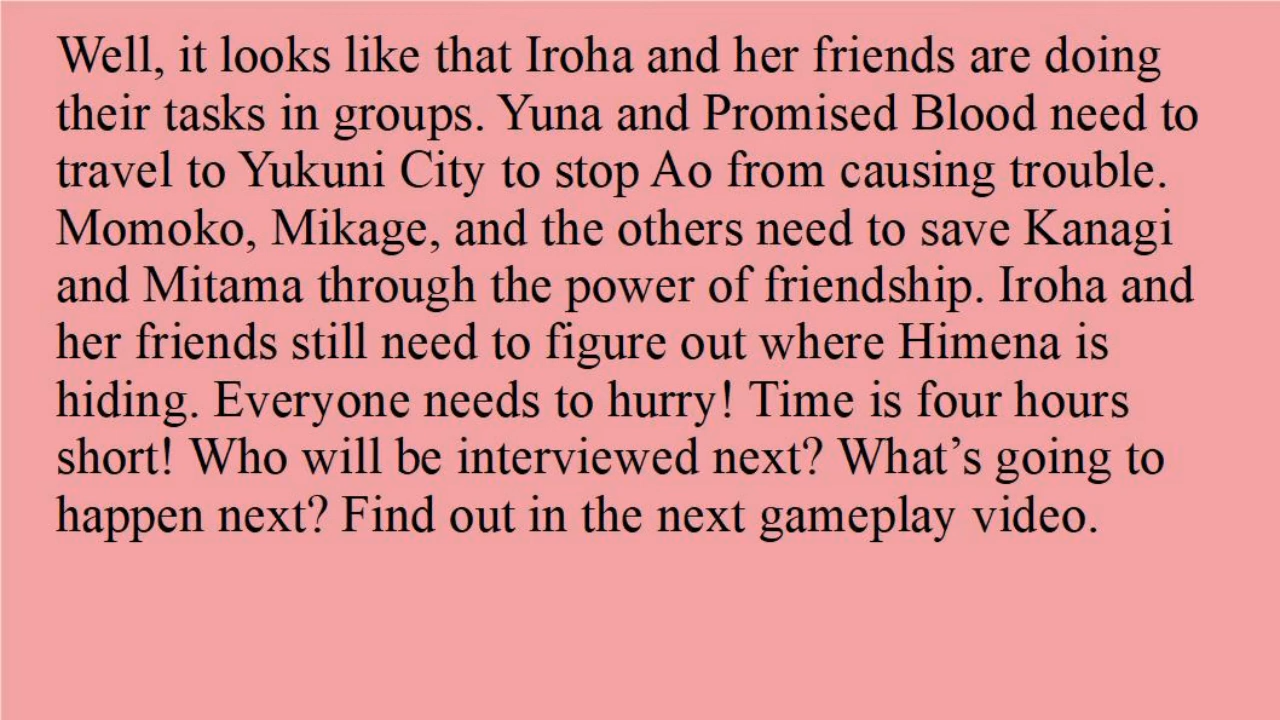 Well, it looks like that Iroha and her friends are doing
their tasks in groups. Yuna and Promised Blood need to
travel to Yukuni City to stop Ao from causing trouble.
Momoko, Mikage, and the others need to save Kanagi
and Mitama through the power of friendship. Iroha and
her friends still need to figure out where Himena is
hiding. Everyone needs to hurry! Time is four hours
short! Who will be interviewed next? What’s going to
happen next? Find out in the next gameplay video.